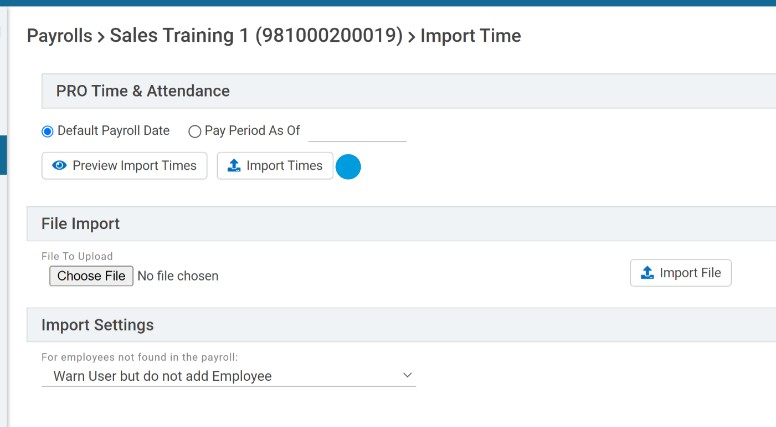 Payrolls > Sales Training 1 (981000200019) > Import Time
PRO Time & Attendance
Default Payroll Date Pay Period As Of
Preview Import Times Import Times
File Import
File To Upload
Choose File No file chosen Import File
Import Settings
For employees not found in the payroll:
Warn User but do not add Employee